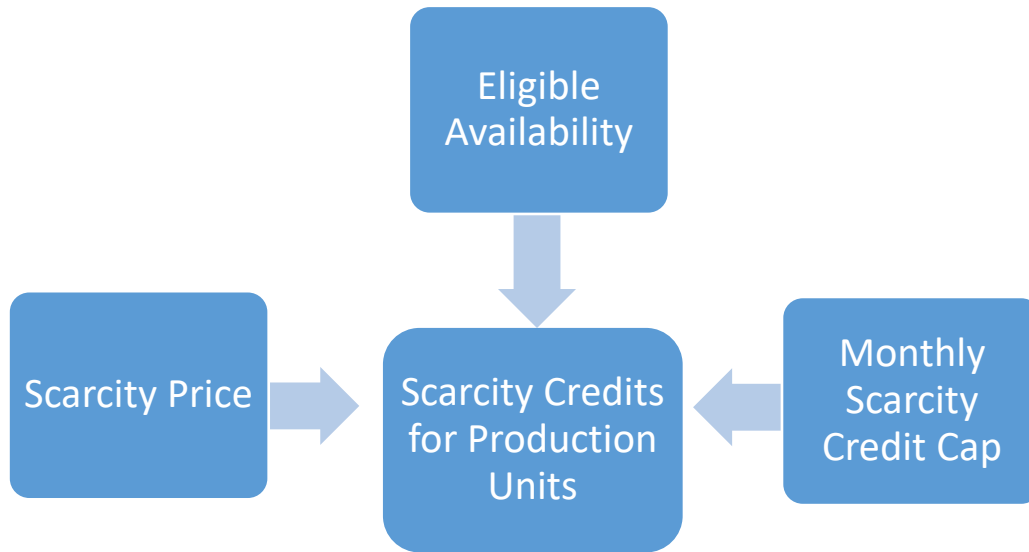 Eligible
Availability
Scarcity Price
Scarcity Credits
for Production
Units
Monthly
Scarcity
Credit Cap